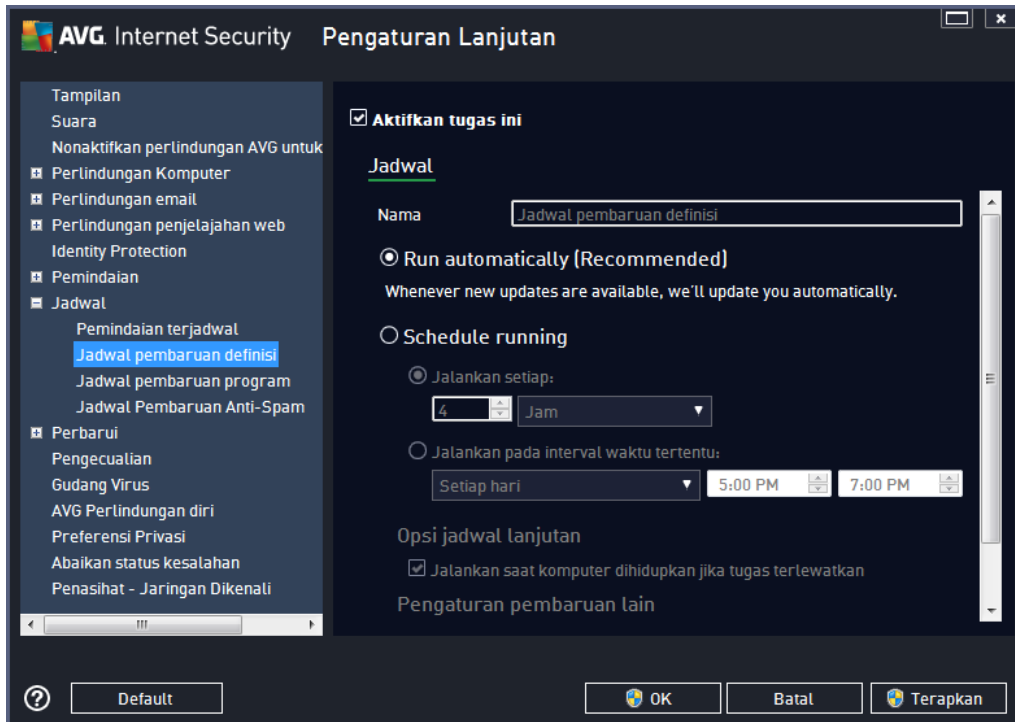 AVG. Internet Security Pengaturan Lanjutan
Tampilan
Suara
Nonaktifkan perlindungan AVG untuk
Perlindungan Komputer
Perlindungan email
Perlindungan penjelajahan web
Identity Protection
Pemindaian
Jadwal
Pemindaian terjadwal
Jadwal pembaruan definisi
Jadwal pembaruan program
Jadwal Pembaruan Anti-Spam
Perbarui
Pengecualian
Gudang Virus
AVG Perlindungan diri
Preferensi Privasi
Abaikan status kesalahan
Penasihat - Jaringan Dikenali
Aktifkan tugas ini
Jadwal
Nama Jadwal pembaruan definisi
Run automatically (Recommended)
Whenever new updates are available, we'll update you automatically.
Schedule running
Jalankan setiap:
4 Jam
Jalankan pada interval waktu tertentu:
Setiap hari 5:00 PM 7:00 PM
Opsi jadwal lanjutan
Jalankan saat komputer dihidupkan jika tugas terlewatkan
Pengaturan pembaruan lain
? Default OK Batal Terapkan